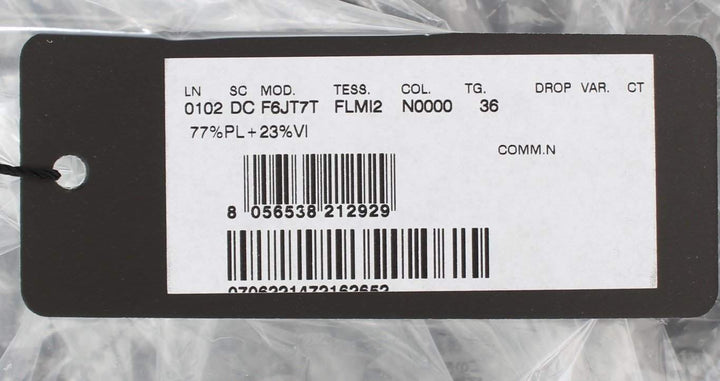 LN SC MOD. TESS. COL. TG. DROP VAR. CT
0102 DC F6JT7T FLMI2 N0000 36
77%PL+23%VI
COMM.N
8 056538 212929